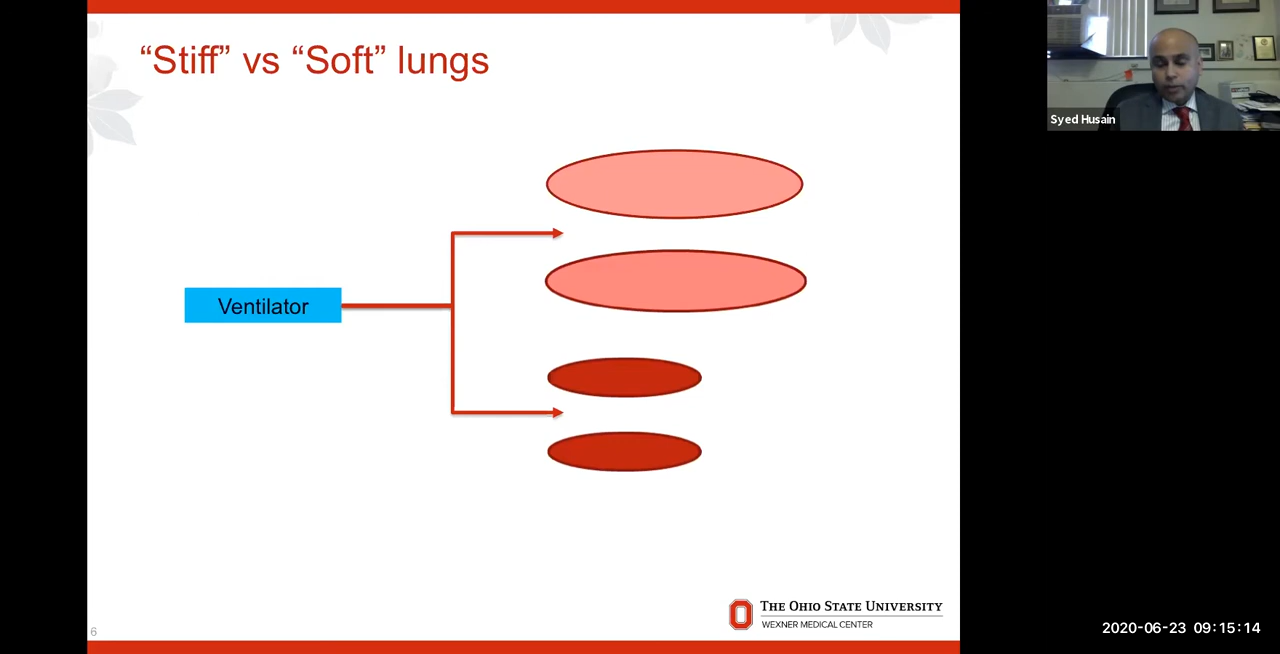 “Stiff” vs “Soft” lungs
Syed Husain
Ventilator
THE OHIO STATE UNIVERSITY
WEXNER MEDICAL CENTER
6
2020-06-23 09:15:14